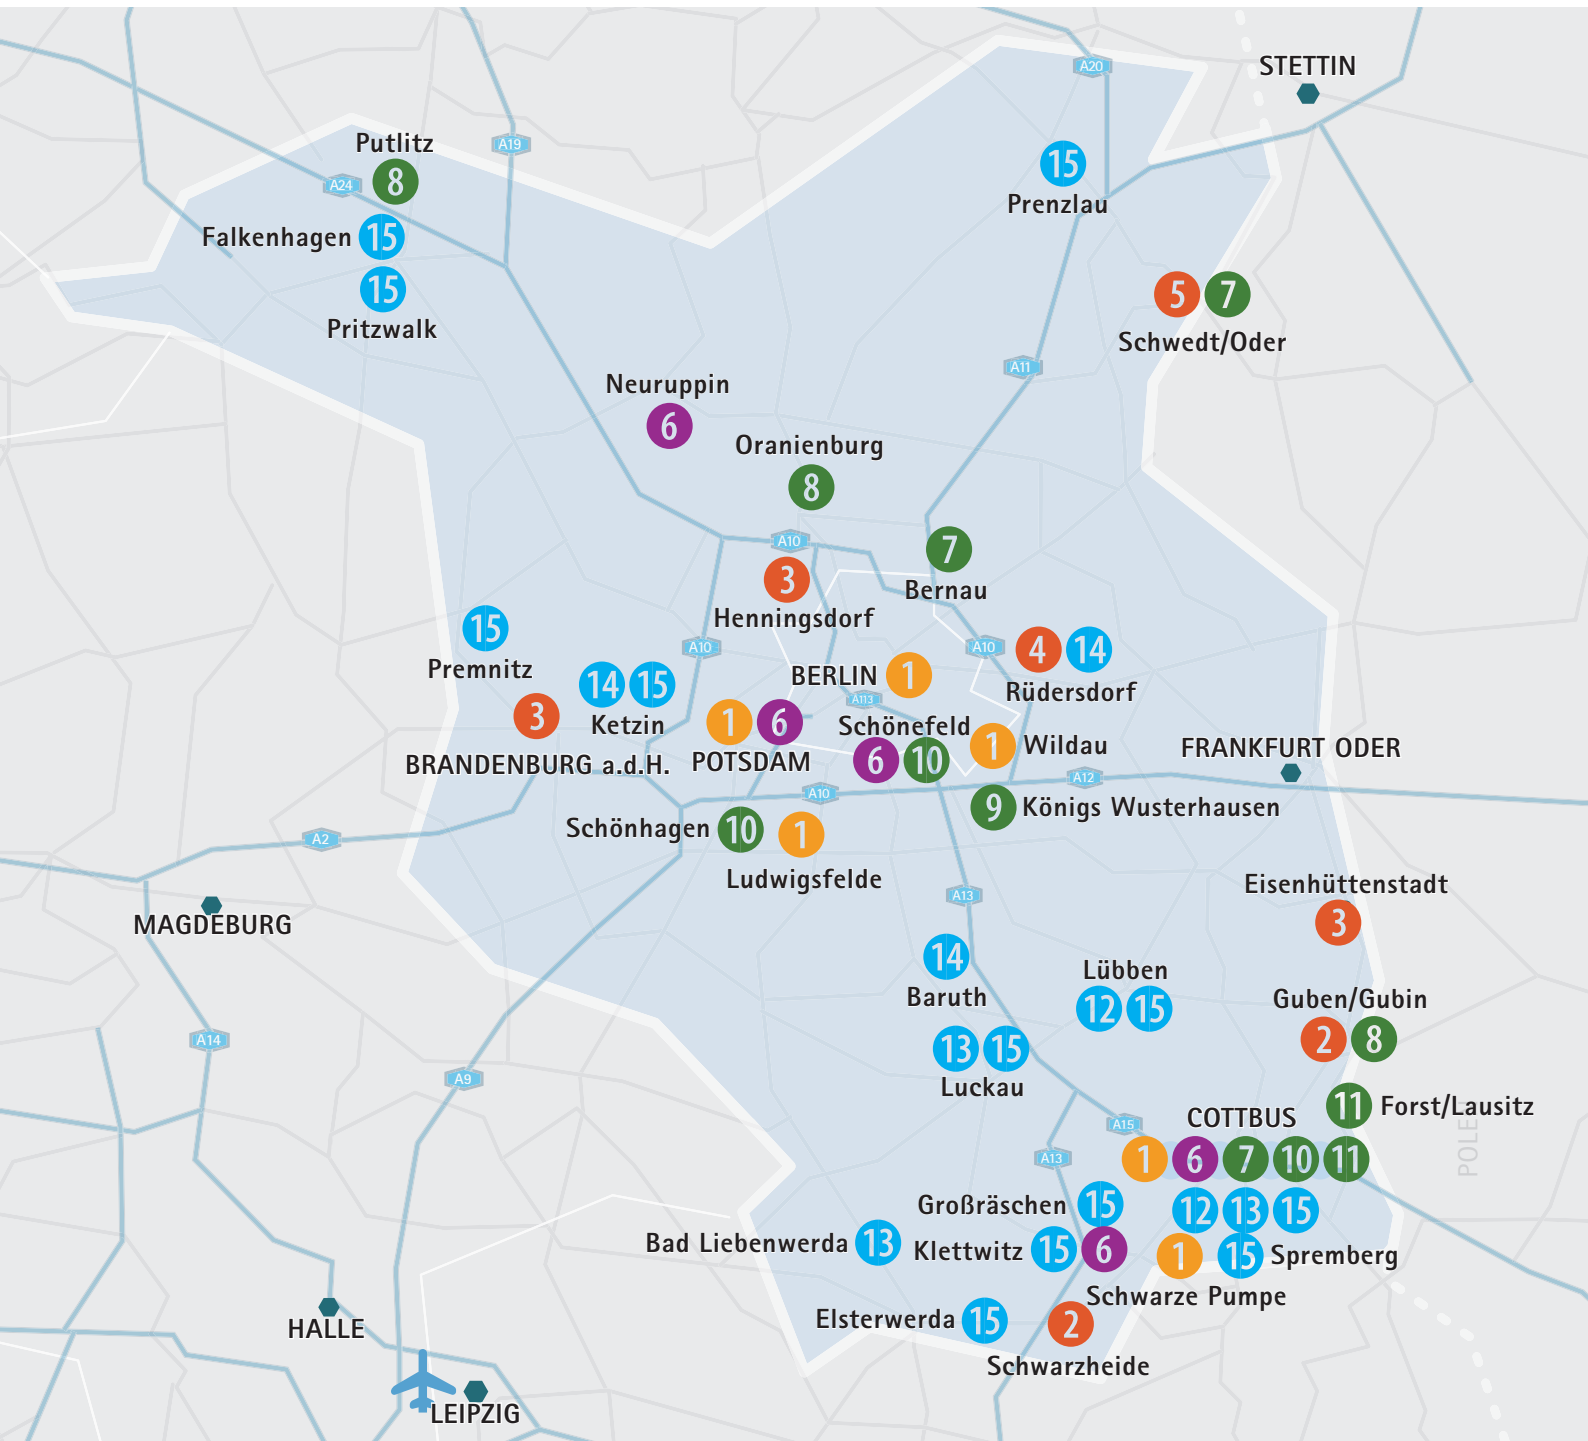 STETTIN
A20
Putlitz
A19
8
A24
15
Prenzlau
Falkenhagen 15
15
Pritzwalk
5 7
Schwedt/Oder
A11
Neuruppin
6
Oranienburg
8
A10
7
Bernau
3
Henningsdorf
15
Premnitz
A10
A10
4 14
Rüdersdorf
BERLIN 1
14 15
Ketzin
A113
3
BRANDENBURG a.d.H.
1 6
POTSDAM
Schönefeld
6 10
1 Wildau
FRANKFURT ODER
A12
A10
9 Königs Wusterhausen
Schönhagen 10
1
Ludwigsfelde
A2
MAGDEBURG
Eisenhüttenstadt
3
A13
14
Baruth
Lübben
12 15
Guben/Gubin
2 8
A14
13 15
Luckau
A9
11 Forst/Lausitz
POLEN
COTTBUS
A15
1 6 7 10 11
A13
Großräschen 15
12 13 15
Bad Liebenwerda 13
Klettwitz 15 6
1
15 Spremberg
Schwarze Pumpe
Elsterwerda 15
2
Schwarzheide
HALLE
LEIPZIG